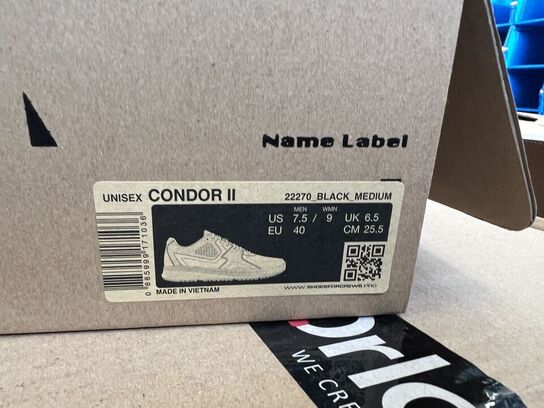 Name Label
UNISEX CONDOR II
22270_BLACK_MEDIUM
MEN WMN
US 7.5 / 9 UK 6.5
EU 40 CM 25.5
0 885999 171036
MADE IN VIETNAM
WWW.SHOESFORCREWS.PRO
WE CRE